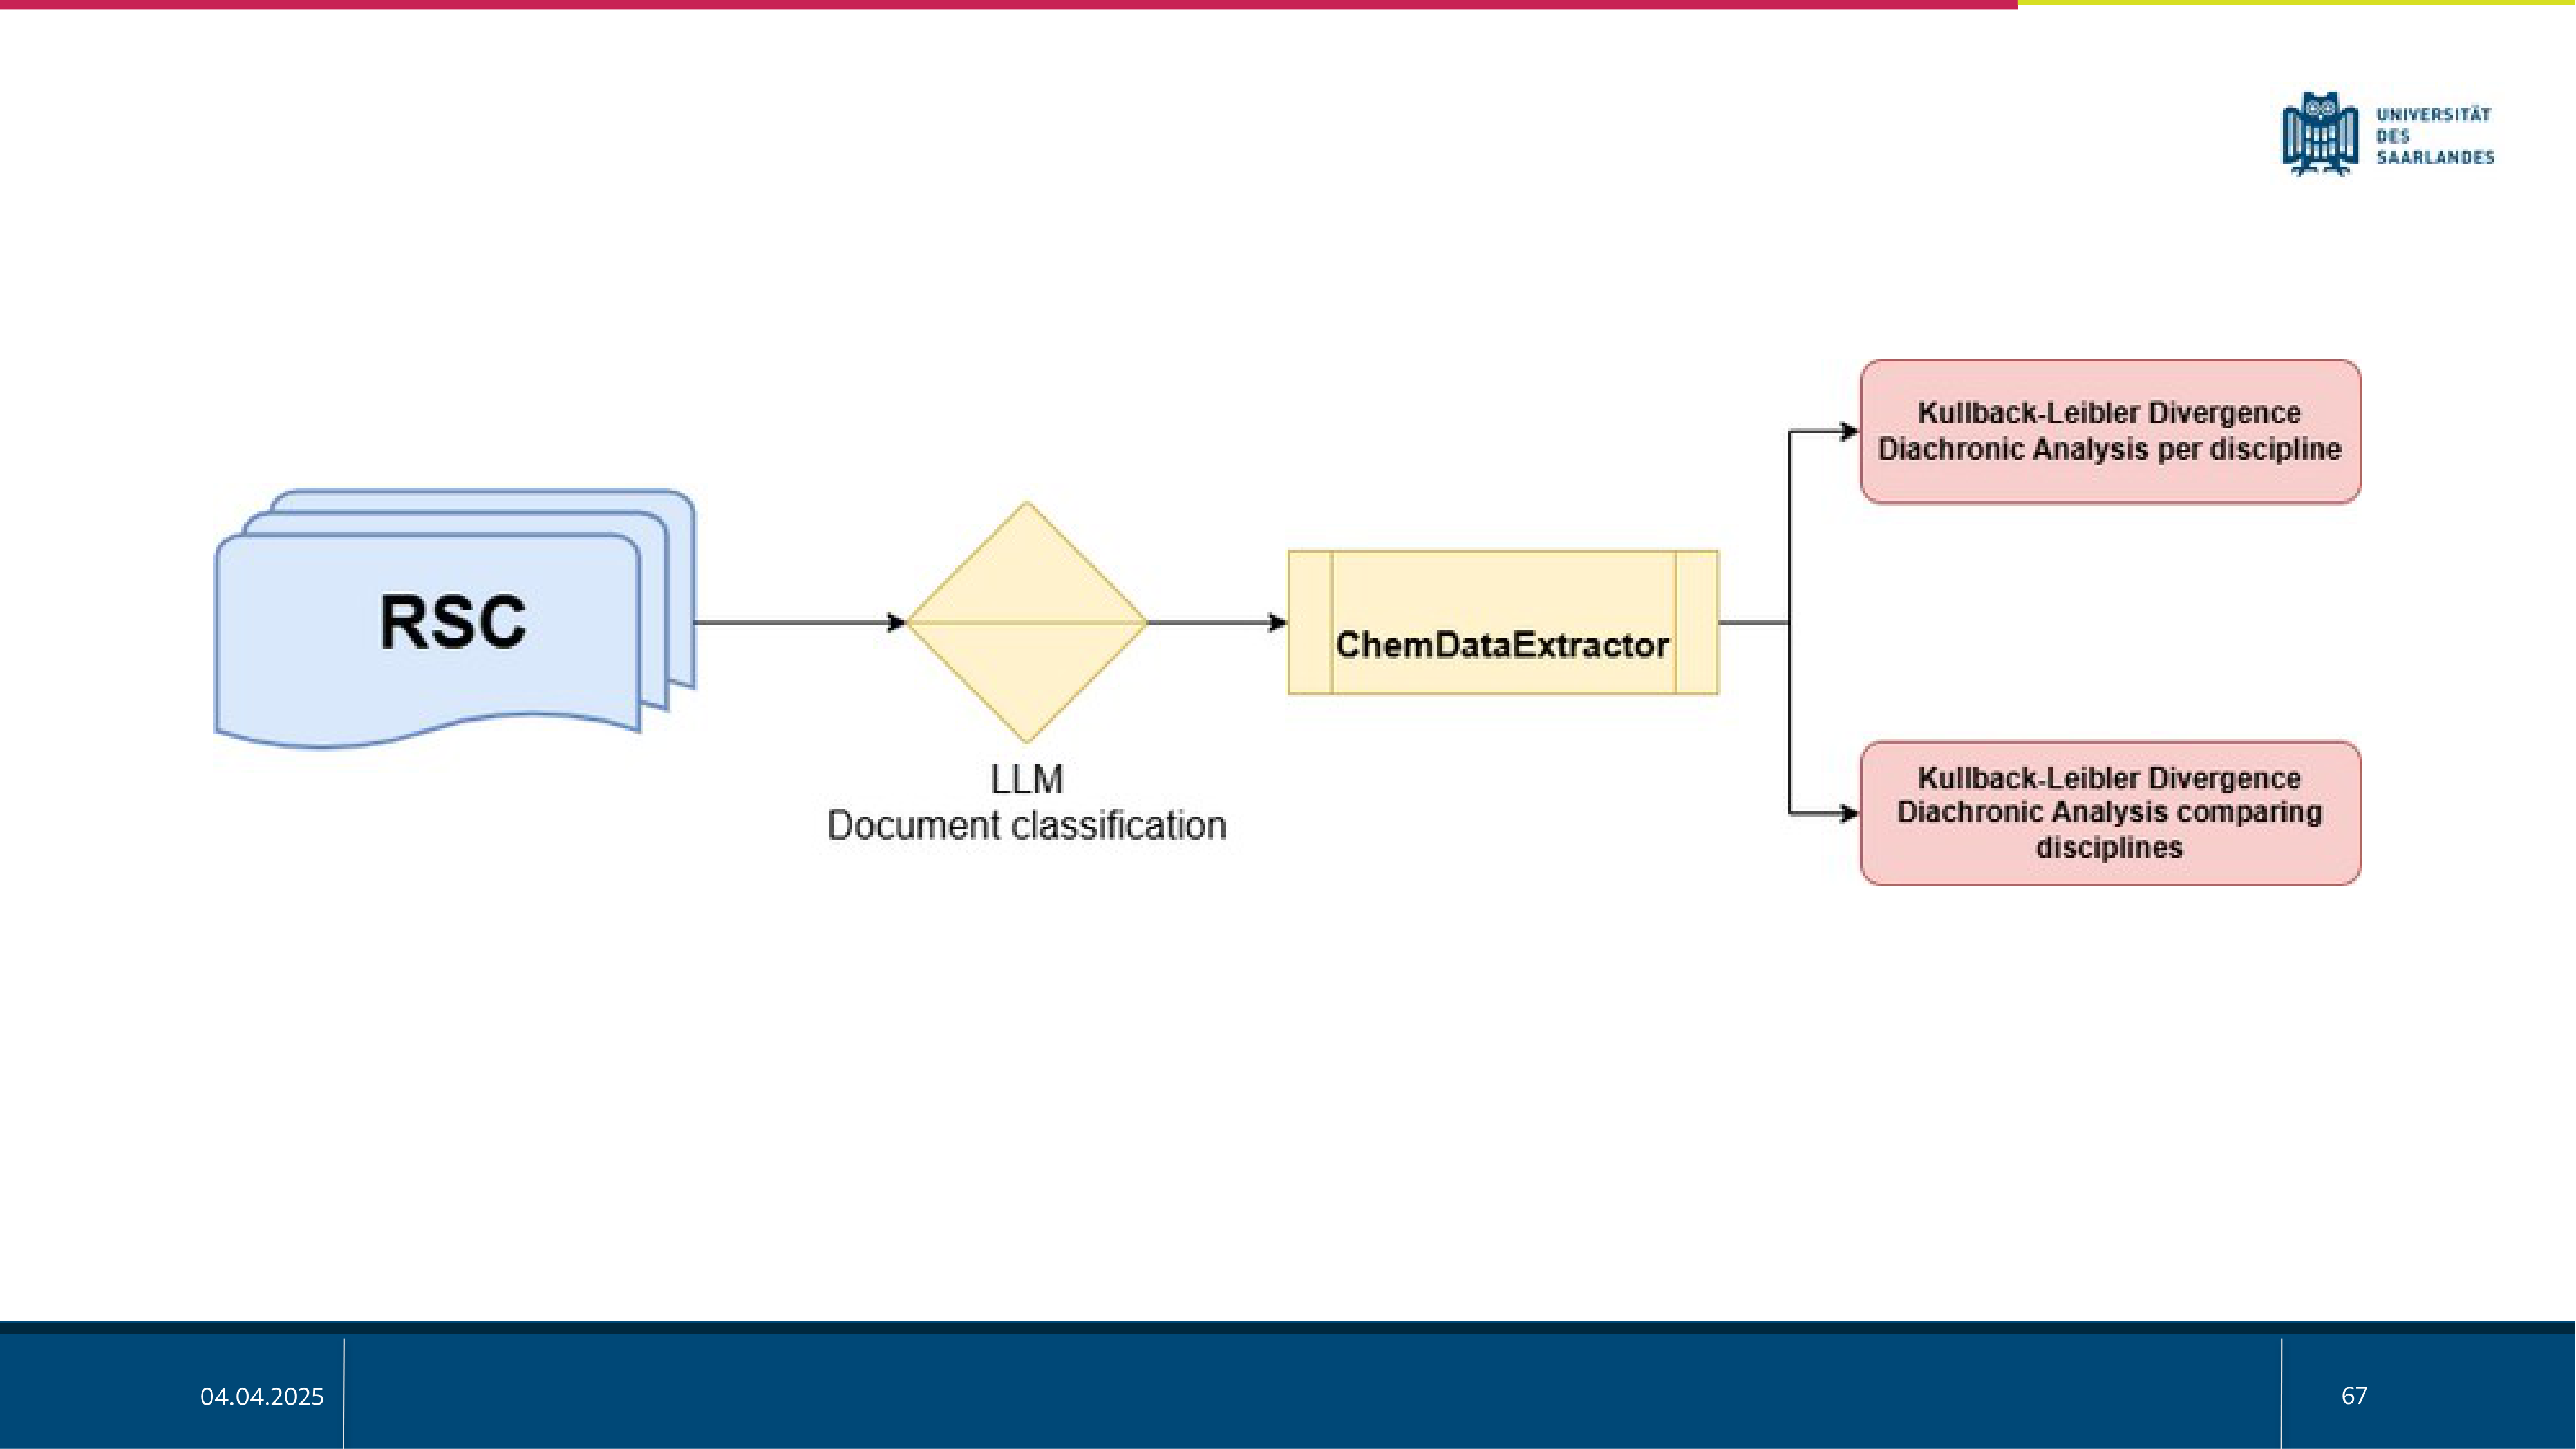 UNIVERSITÄT
DES
SAARLANDES
RSC
LLM
Document classification
ChemDataExtractor
Kullback-Leibler Divergence
Diachronic Analysis per discipline
Kullback-Leibler Divergence
Diachronic Analysis comparing
disciplines
04.04.2025
67